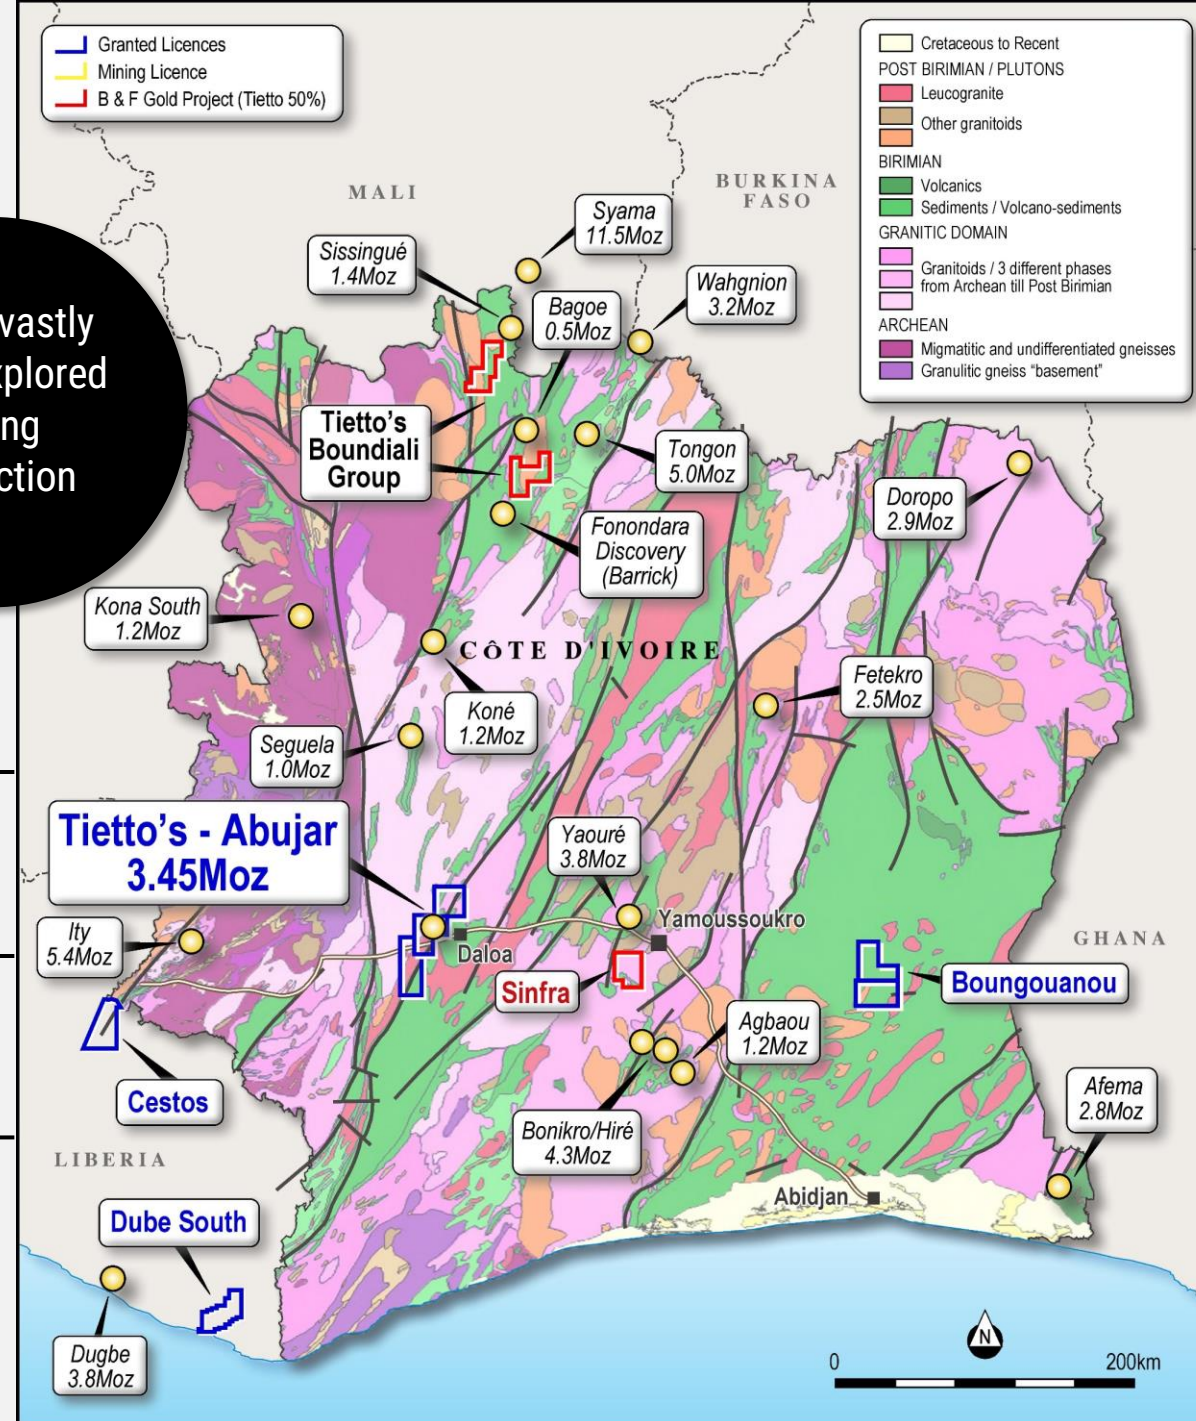 Granted Licences
Mining Licence
B & F Gold Project (Tietto 50%)
Cretaceous to Recent
POST BIRIMIAN / PLUTONS
Leucogranite
Other granitoids
BIRIMIAN
Volcanics
Sediments / Volcano-sediments
GRANITIC DOMAIN
Granitoids / 3 different phases
from Archean till Post Birimian
ARCHEAN
Migmatitic and undifferentiated gneisses
Granulitic gneiss “basement”
MALI
BURKINA
FASO
Syama
11.5Moz
Sissingué
1.4Moz
Wahgnion
3.2Moz
Bagoe
0.5Moz
vastly
xplored
ng
ction
Tietto’s
Boundiali
Group
Tongon
5.0Moz
Doropo
2.9Moz
Fonondara
Discovery
(Barrick)
Kona South
1.2Moz
CÔTE D'IVOIRE
Fetekro
2.5Moz
Koné
1.2Moz
Seguela
1.0Moz
Tietto’s - Abujar
3.45Moz
Yaouré
3.8Moz
Yamoussoukro
Ity
5.4Moz
Daloa
GHANA
Sinfra
Boungouanou
Agbaou
1.2Moz
Cestos
Bonikro/Hiré
4.3Moz
Afema
2.8Moz
LIBERIA
Abidjan
Dube South
Dugbe
3.8Moz
N
0 200km